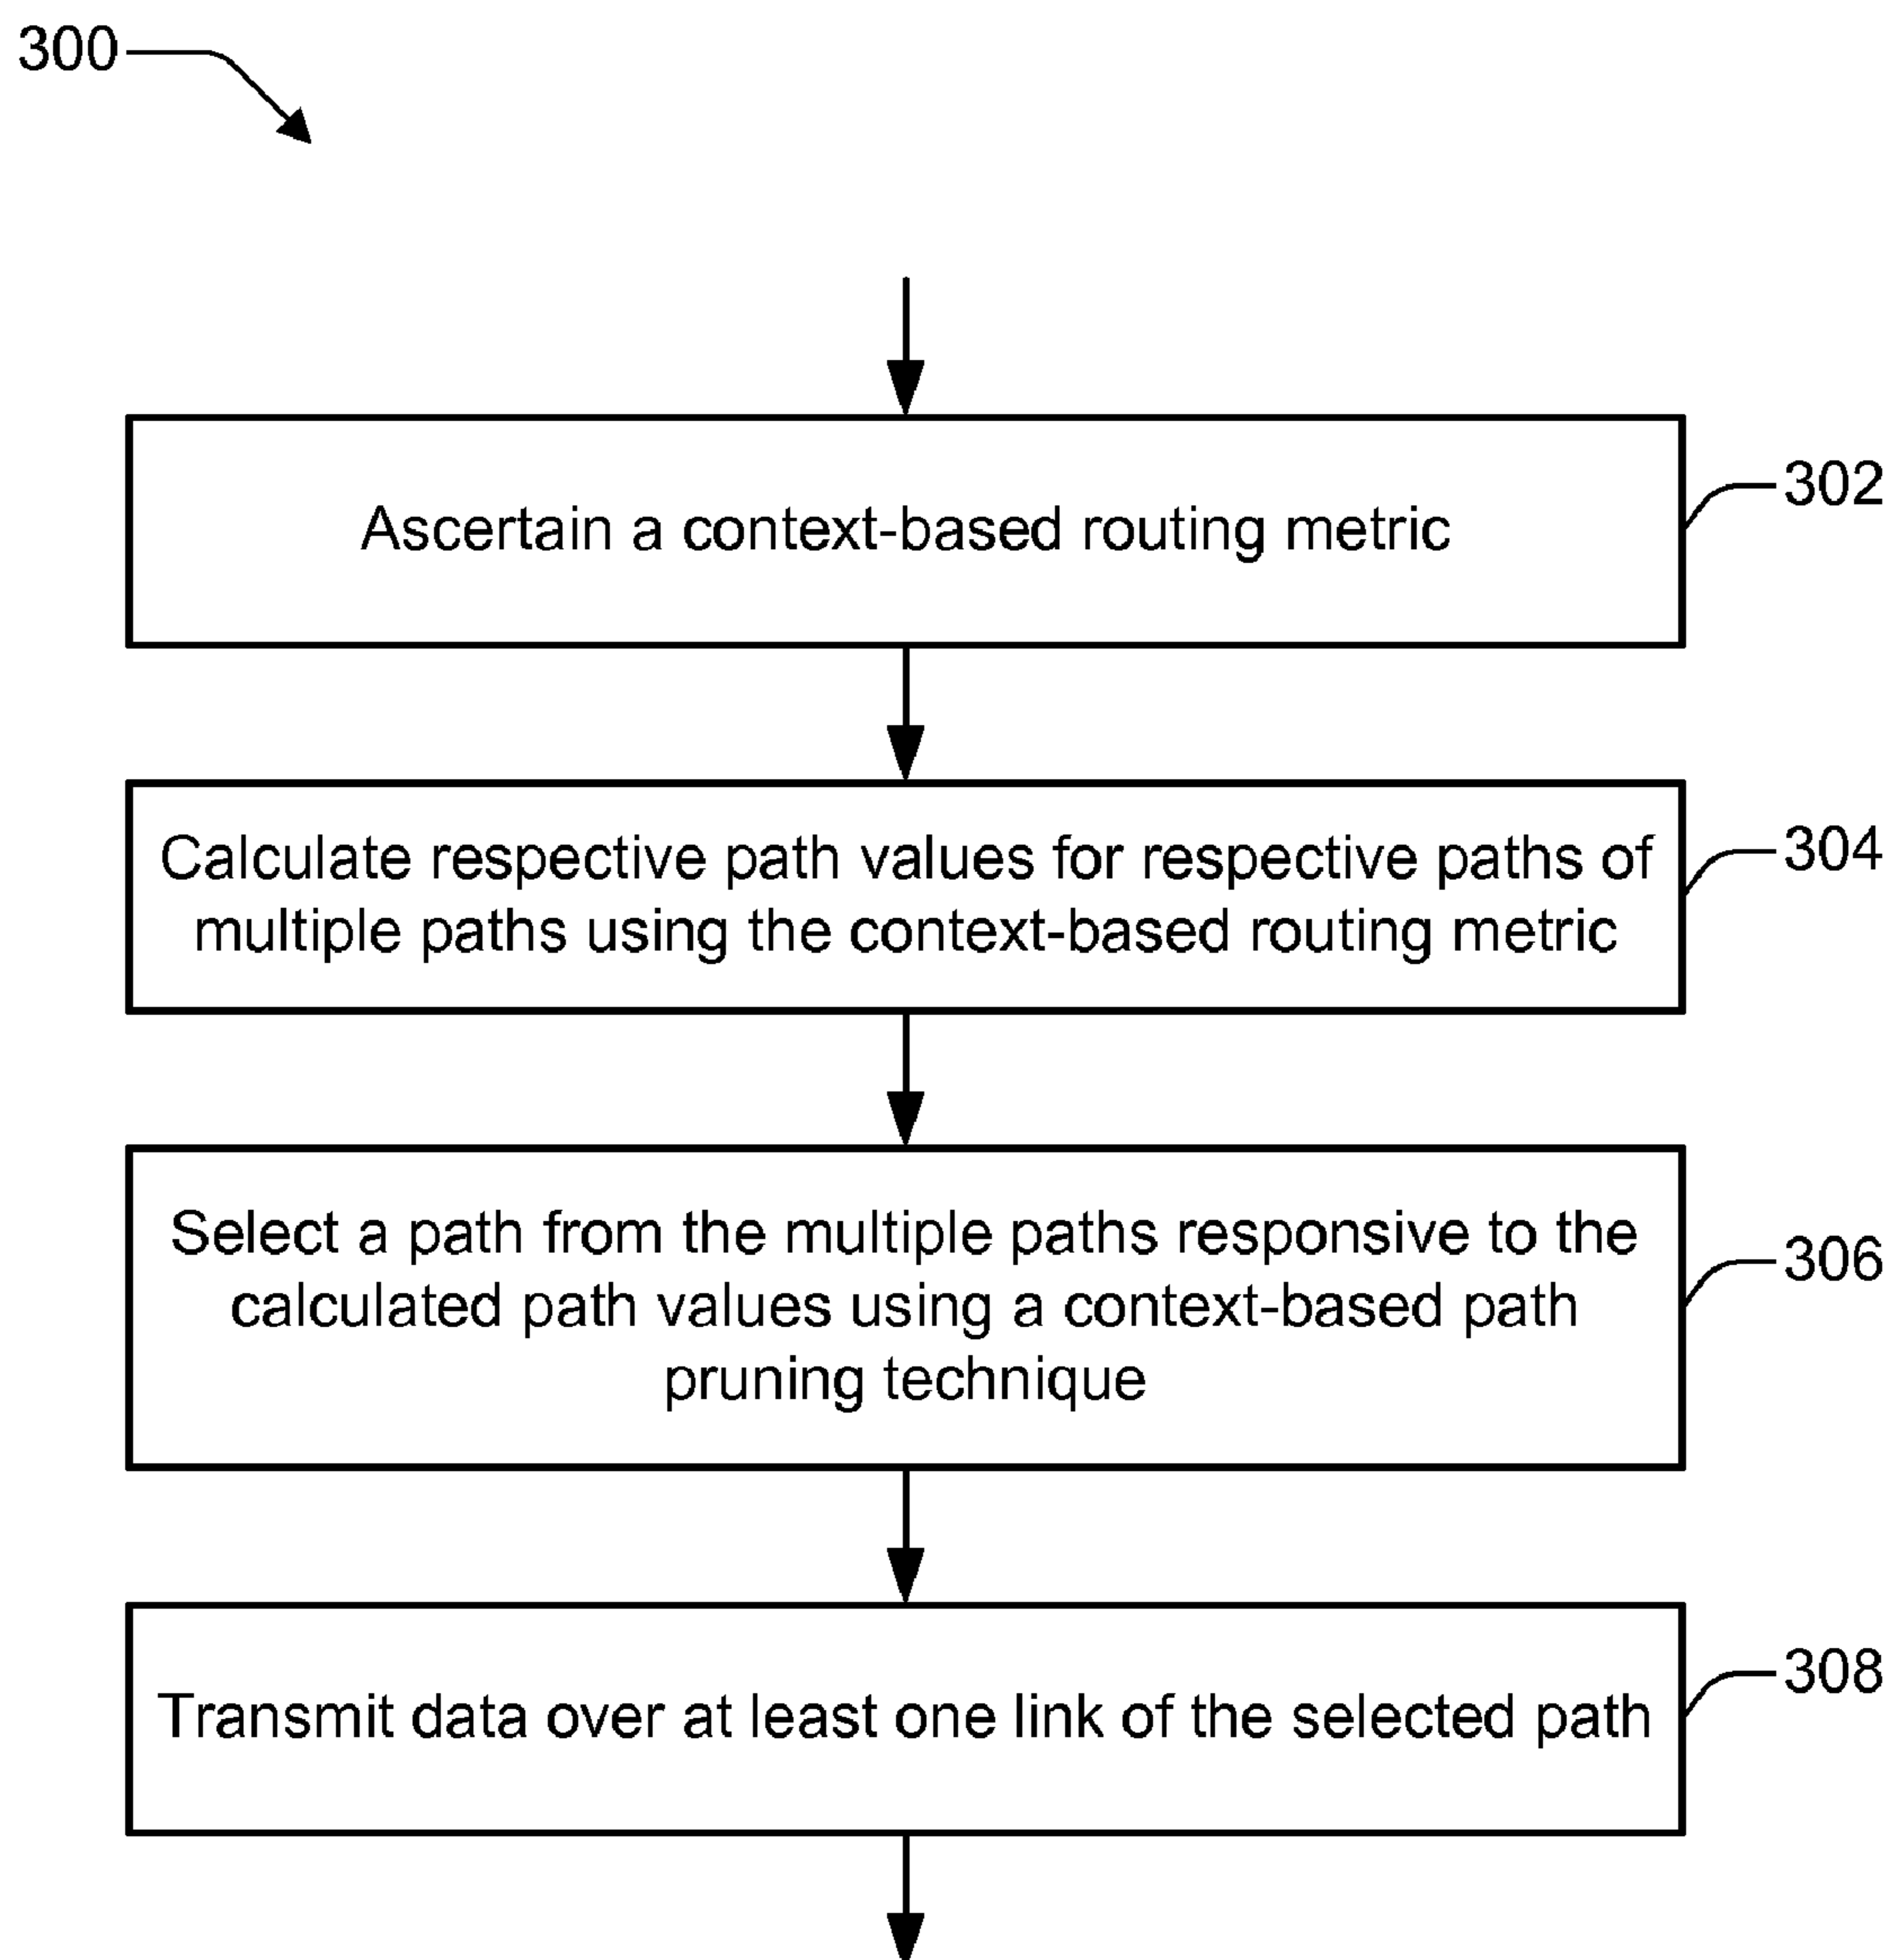 300
302
Ascertain a context-based routing metric
304
Calculate respective path values for respective paths of
multiple paths using the context-based routing metric
Select a path from the multiple paths responsive to the
306
calculated path values using a context-based path
pruning technique
308
Transmit data over at least one link of the selected path